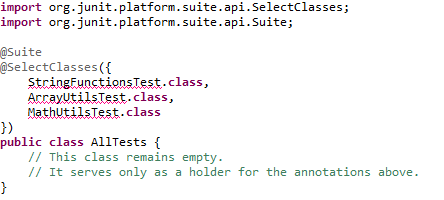 import org.junit.platform.suite.api.SelectClasses;
import org.junit.platform.suite.api.Suite;

@Suite
@SelectClasses({
    StringFunctionsTest.class,
    ArrayUtilsTest.class,
    MathUtilsTest.class
})
public class AllTests {
    // This class remains empty.
    // It serves only as a holder for the annotations above.
}